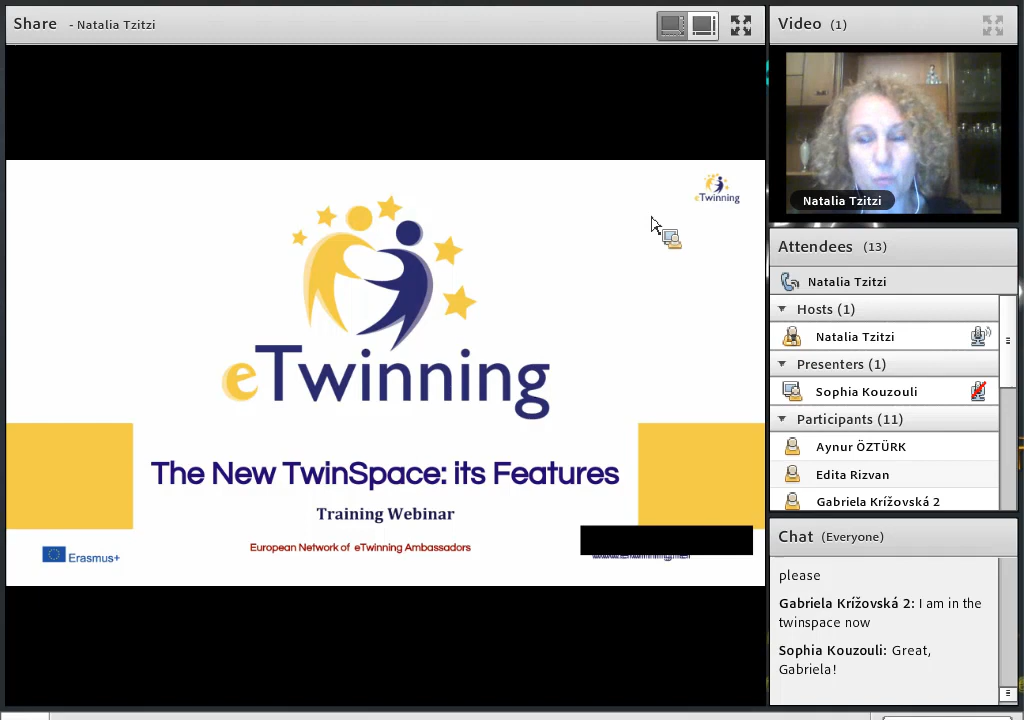 Share - Natalia Tzitzi
eTwinning
eTwinning
The New TwinSpace: its Features
Training Webinar
European Network of eTwinning Ambassadors
Erasmus+
Video (1)
Natalia Tzitzi
Attendees (13)
Natalia Tzitzi
Hosts (1)
Natalia Tzitzi
Presenters (1)
Sophia Kouzouli
Participants (11)
Aynur ÖZTÜRK
Edita Rizvan
Gabriela Krížovská 2
Chat (Everyone)
please
Gabriela Krížovská 2: I am in the
twinspace now
Sophia Kouzouli: Great,
Gabriela!